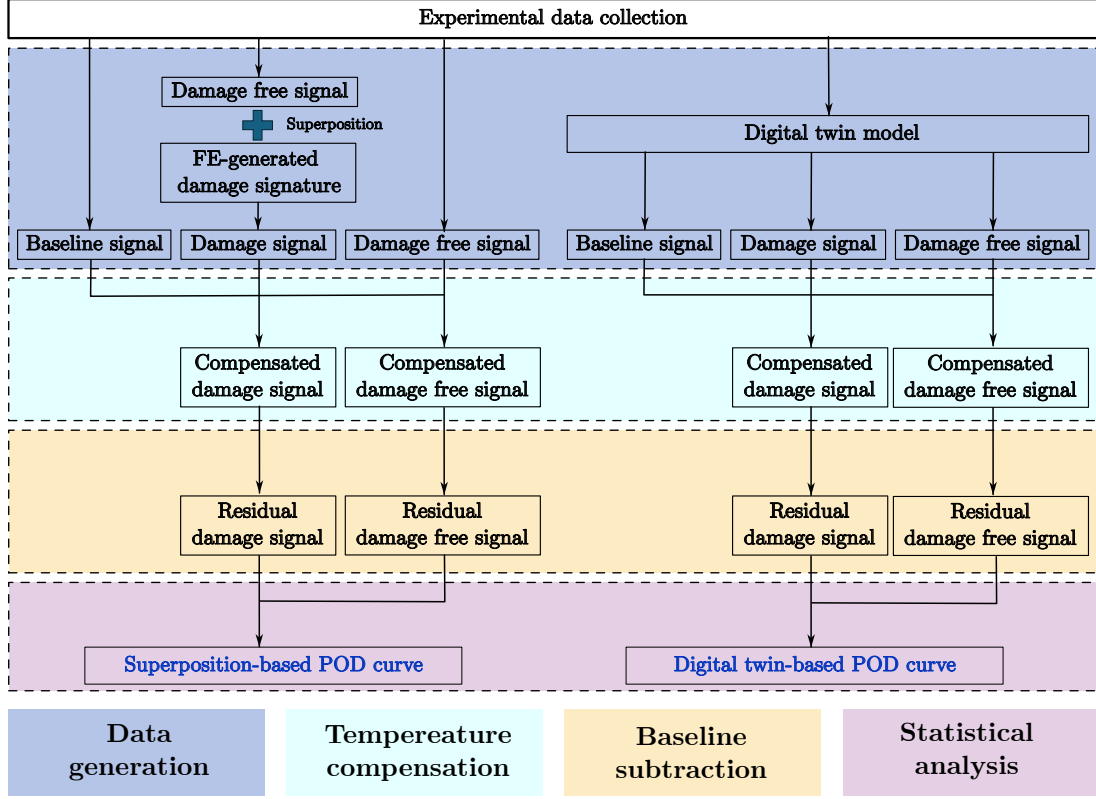 Experimental data collection
Damage free signal
Superposition
FE-generated
damage signature
Digital twin model
Baseline signal
Damage signal
Damage free signal
Baseline signal
Damage signal
Damage free signal
Compensated
damage signal
Compensated
damage free signal
Compensated
damage signal
Compensated
damage free signal
Residual
damage signal
Residual
damage free signal
Residual
damage signal
Residual
damage free signal
Superposition-based POD curve
Digital twin-based POD curve
Data
generation
Tempereature
compensation
Baseline
subtraction
Statistical
analysis